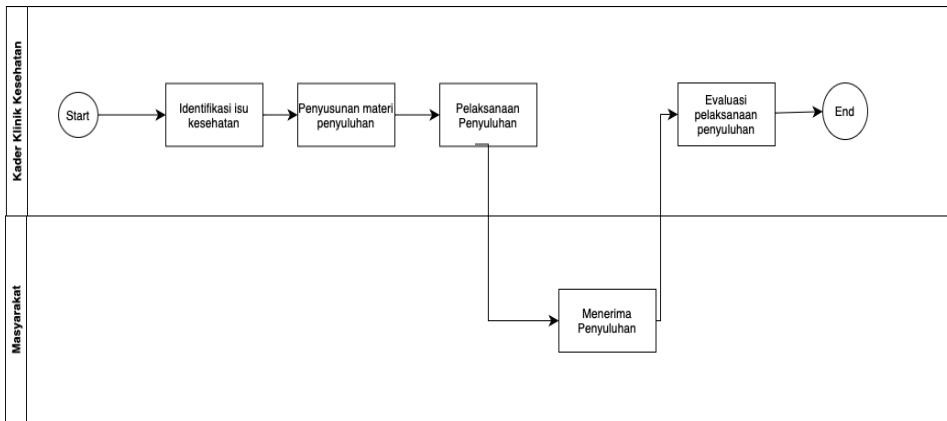 Kader Klinik Kesehatan
Start
Identifikasi isu
kesehatan
Penyusunan materi
penyuluhan
Pelaksanaan
Penyuluhan
Evaluasi
pelaksanaan
penyuluhan
End
Masyarakat
Menerima
Penyuluhan